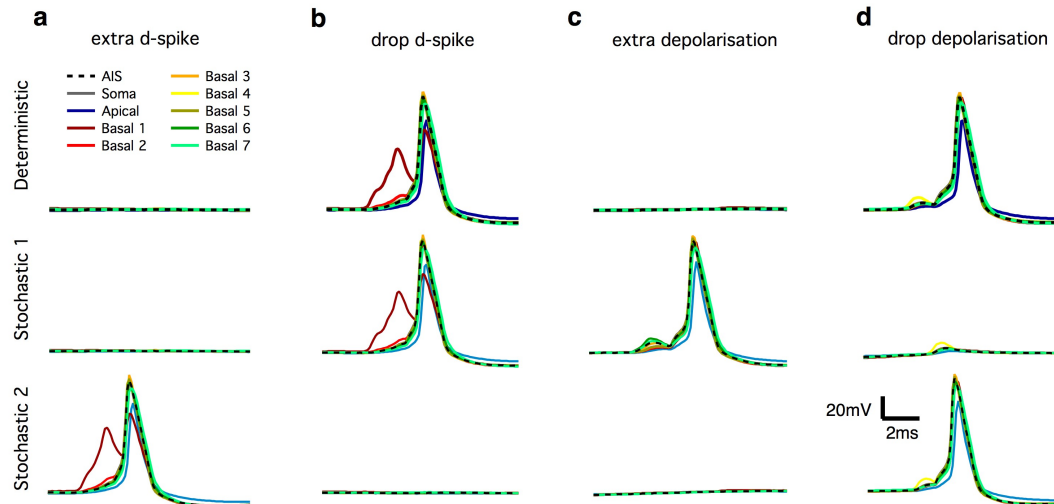 a
extra d-spike
b
drop d-spike
c
extra depolarisation
d
drop depolarisation
AIS
Soma
Apical
Basal 1
Basal 2
Basal 3
Basal 4
Basal 5
Basal 6
Basal 7
Deterministic
Stochastic 1
Stochastic 2
20mV
2ms